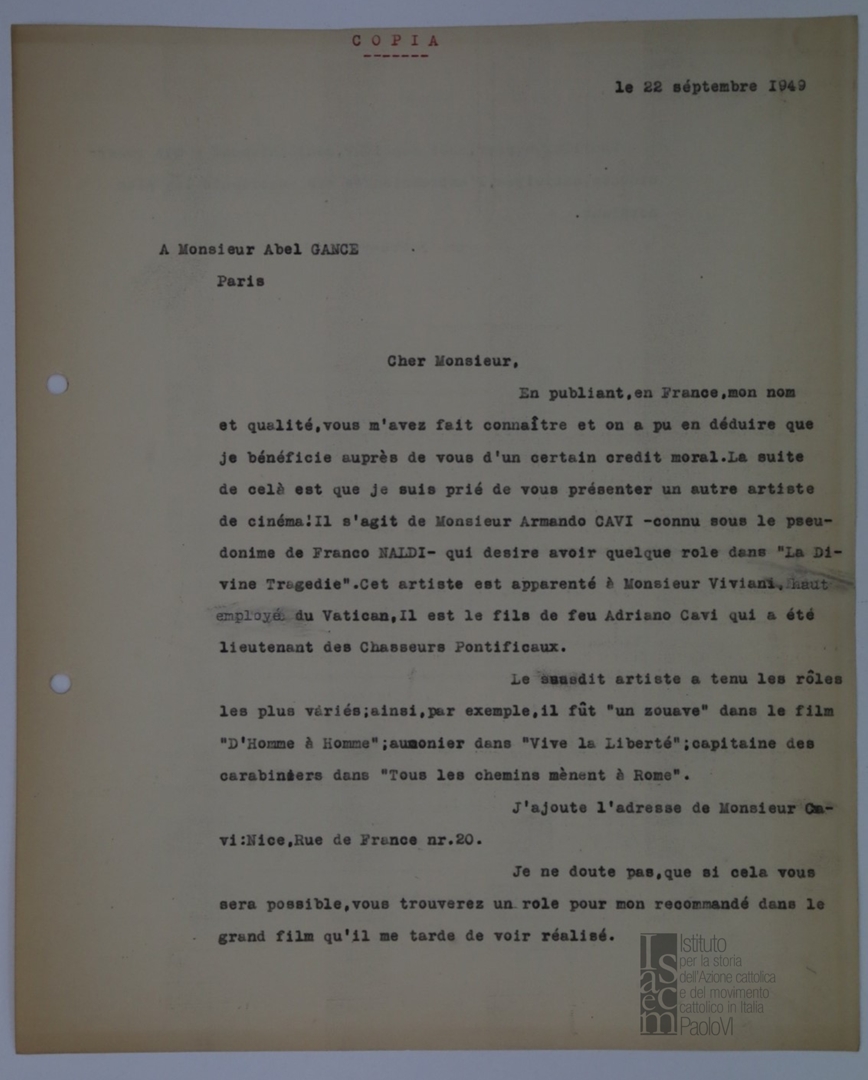 C O P I A
le 22 séptembre I949
A Monsieur Abel GANCE
Paris
Cher Monsieur,
En publiant,en France,mon nom
et qualité,vous m'avez fait connaître et on a pu en déduire que
je bénéficie auprès de vous d'un certain credit moral.La suite
de celà est que je suis prié de vous présenter un autre artiste
de cinéma!Il s'agit de Monsieur Armando CAVI -connu sous le pseu-
donime de Franco NALDI- qui desire avoir quelque role dans "La Di-
vine Tragedie".Cet artiste est apparenté à Monsieur Viviani, haut
employé du Vatican,Il est le fils de feu Adriano Cavi qui a été
lieutenant des Chasseurs Pontificaux.
Le susdit artiste a tenu les rôles
les plus váriés;ainsi,par exemple,il fût "un zouave" dans le film
"D'Homme à Homme";aumonier dans "Vive la Liberté";capitaine des
carabiniers dans "Tous les chemins mènent à Rome".
J'ajoute l'adresse de Monsieur Ca-
vi:Nice,Rue de France nr.20.
Je ne doute pas,que si cela vous
sera possible,vous trouverez un role pour mon recommandé dans le
grand film qu'il me tarde de voir réalisé.
Isacem
Istituto
per la storia
dell'Azione cattolica
e del movimento
cattolico in Italia
PaoloVI